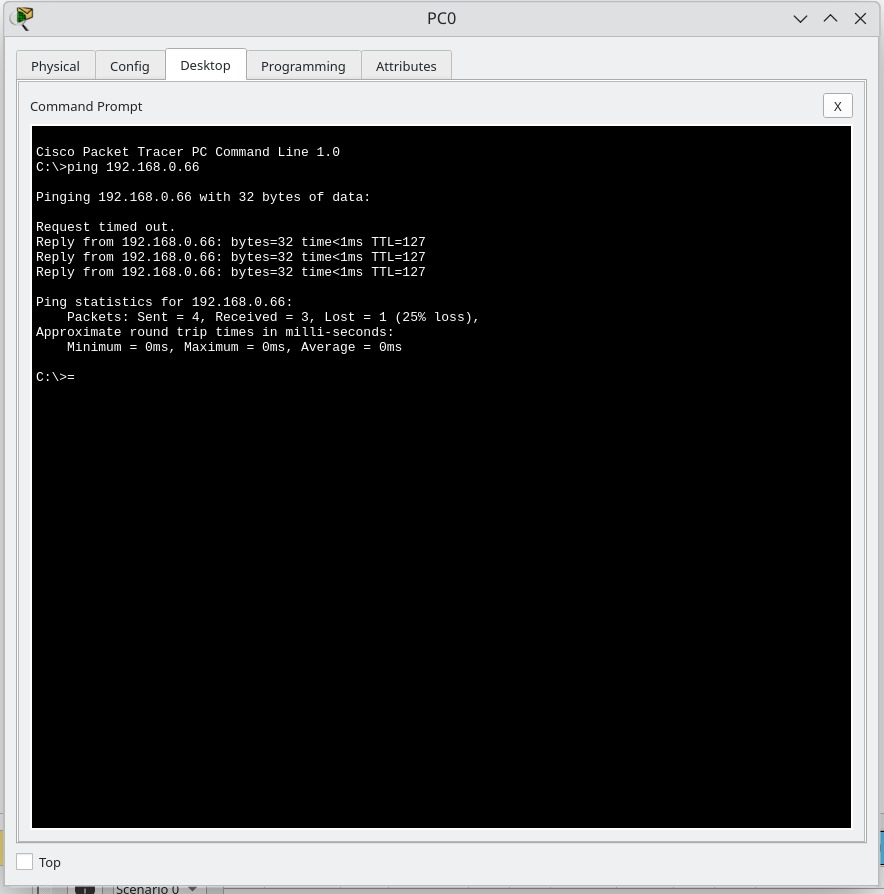 PC0
Physical Config Desktop Programming Attributes
Command Prompt X
Cisco Packet Tracer PC Command Line 1.0
C:\>ping 192.168.0.66
Pinging 192.168.0.66 with 32 bytes of data:
Request timed out.
Reply from 192.168.0.66: bytes=32 time<1ms TTL=127
Reply from 192.168.0.66: bytes=32 time<1ms TTL=127
Reply from 192.168.0.66: bytes=32 time<1ms TTL=127
Ping statistics for 192.168.0.66:
    Packets: Sent = 4, Received = 3, Lost = 1 (25% loss),
Approximate round trip times in milli-seconds:
    Minimum = 0ms, Maximum = 0ms, Average = 0ms
C:\>=
Top
Scenario 0